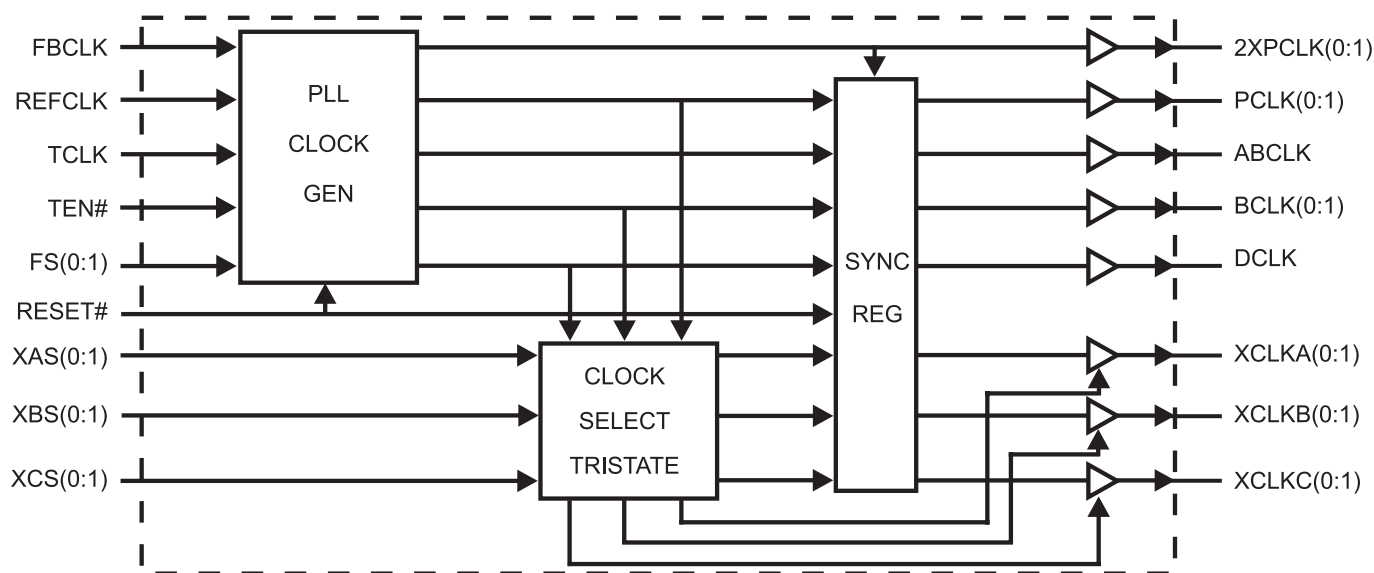 FBCLK
REFCLK
TCLK
TEN#
FS(0:1)
RESET#
XAS(0:1)
XBS(0:1)
XCS(0:1)
PLL
CLOCK
GEN
CLOCK
SELECT
TRISTATE
SYNC
REG
2XPCLK(0:1)
PCLK(0:1)
ABCLK
BCLK(0:1)
DCLK
XCLKA(0:1)
XCLKB(0:1)
XCLKC(0:1)